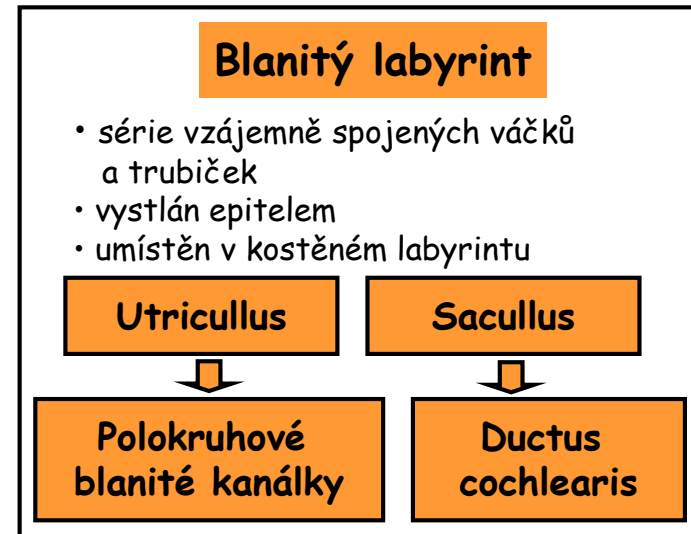 Blanitý labyrint
• série vzájemně spojených váčků
a trubiček
• vystlán epitelem
• umístěn v kostěném labyrintu
Utricullus
Sacullus
Polokruhové
blanité kanálky
Ductus
cochlearis